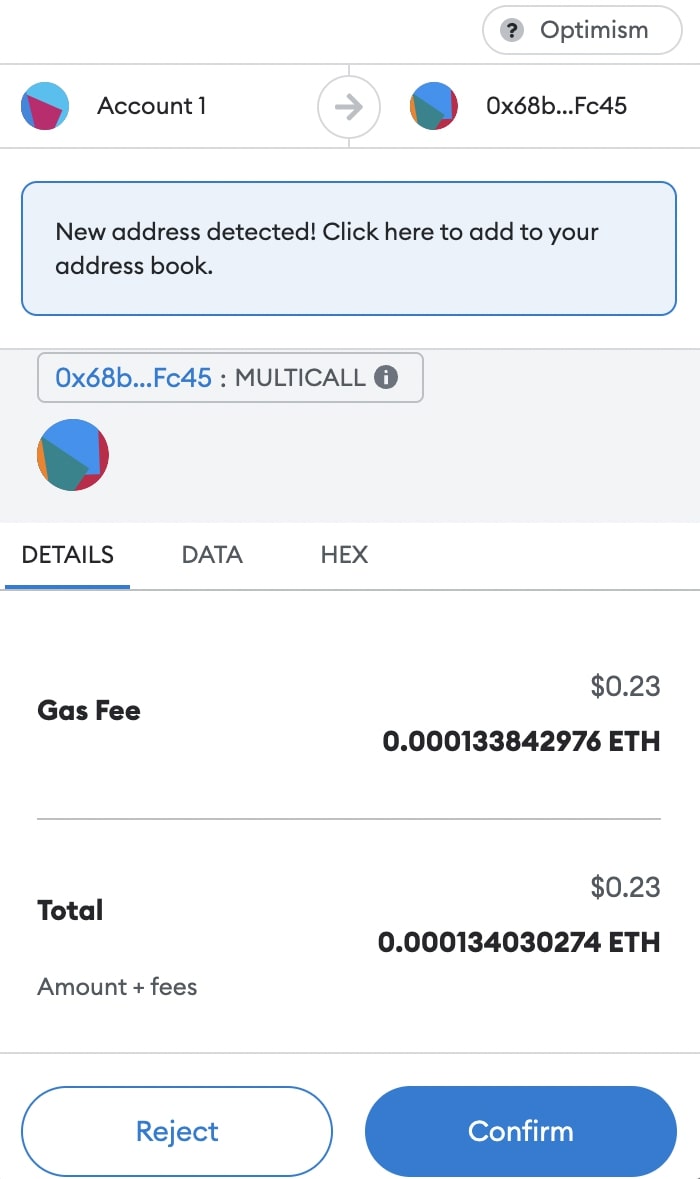 ? Optimism
Account 1
0x68b...Fc45
New address detected! Click here to add to your
address book.
0x68b...Fc45 : MULTICALL i
DETAILS
DATA
HEX
$0.23
Gas Fee
0.000133842976 ETH
$0.23
Total
0.000134030274 ETH
Amount + fees
Reject
Confirm